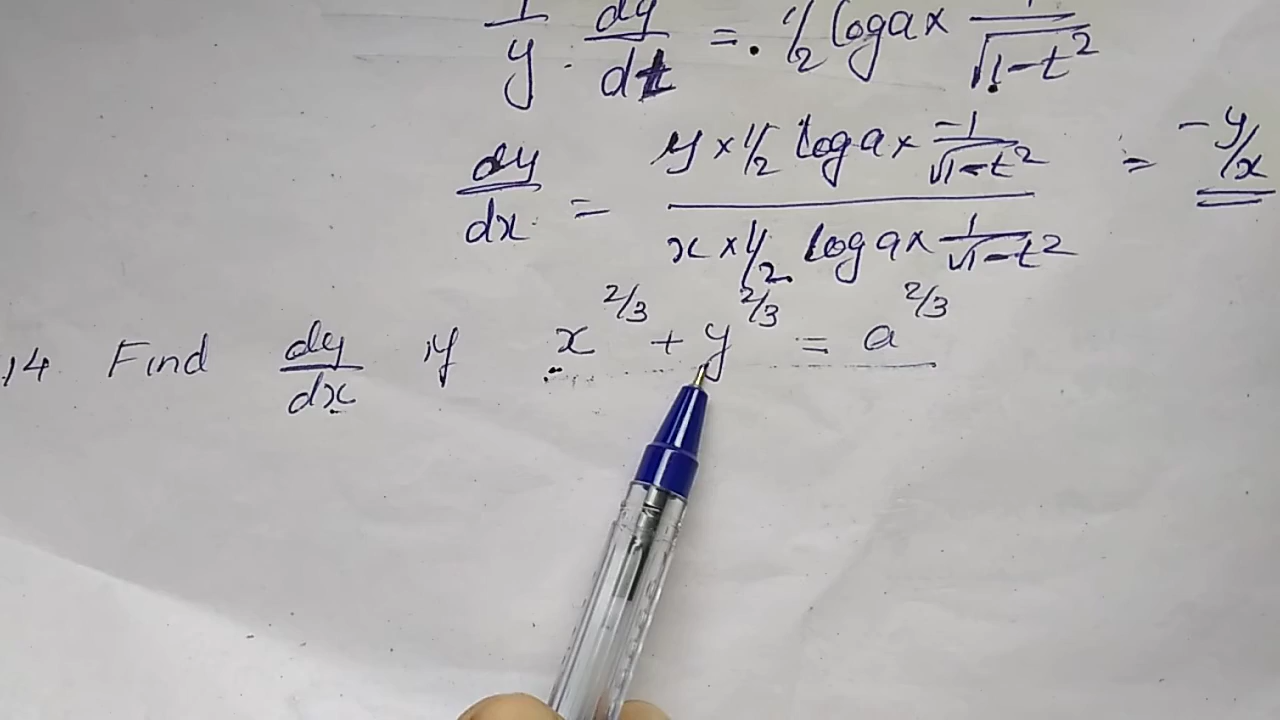 1/y . dy/dt = . 1/2 log a × 1/√1-t²
dy/dx = y × 1/2 log a × -1/√1-t² / x × 1/2 log a × 1/√1-t² = -y/x
14 Find dy/dx if x^2/3 + y^2/3 = a^2/3